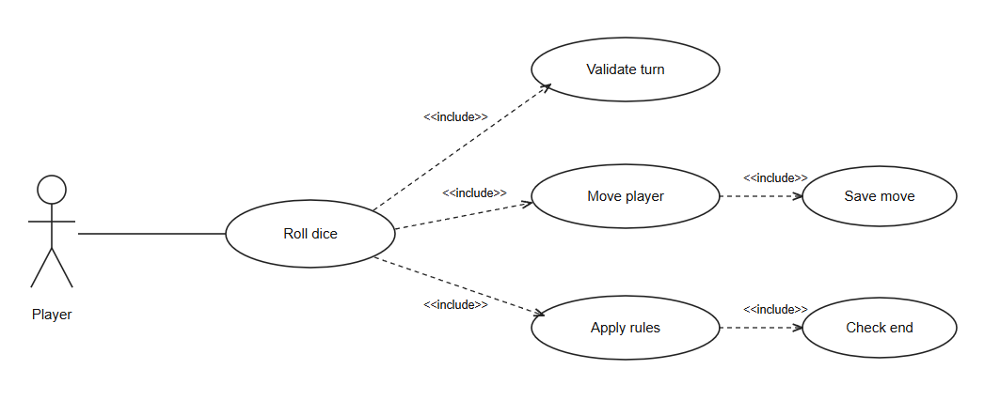 Validate turn
<<include>>
<<include>>
Move player
<<include>>
Save move
Roll dice
Player
<<include>>
Apply rules
<<include>>
Check end